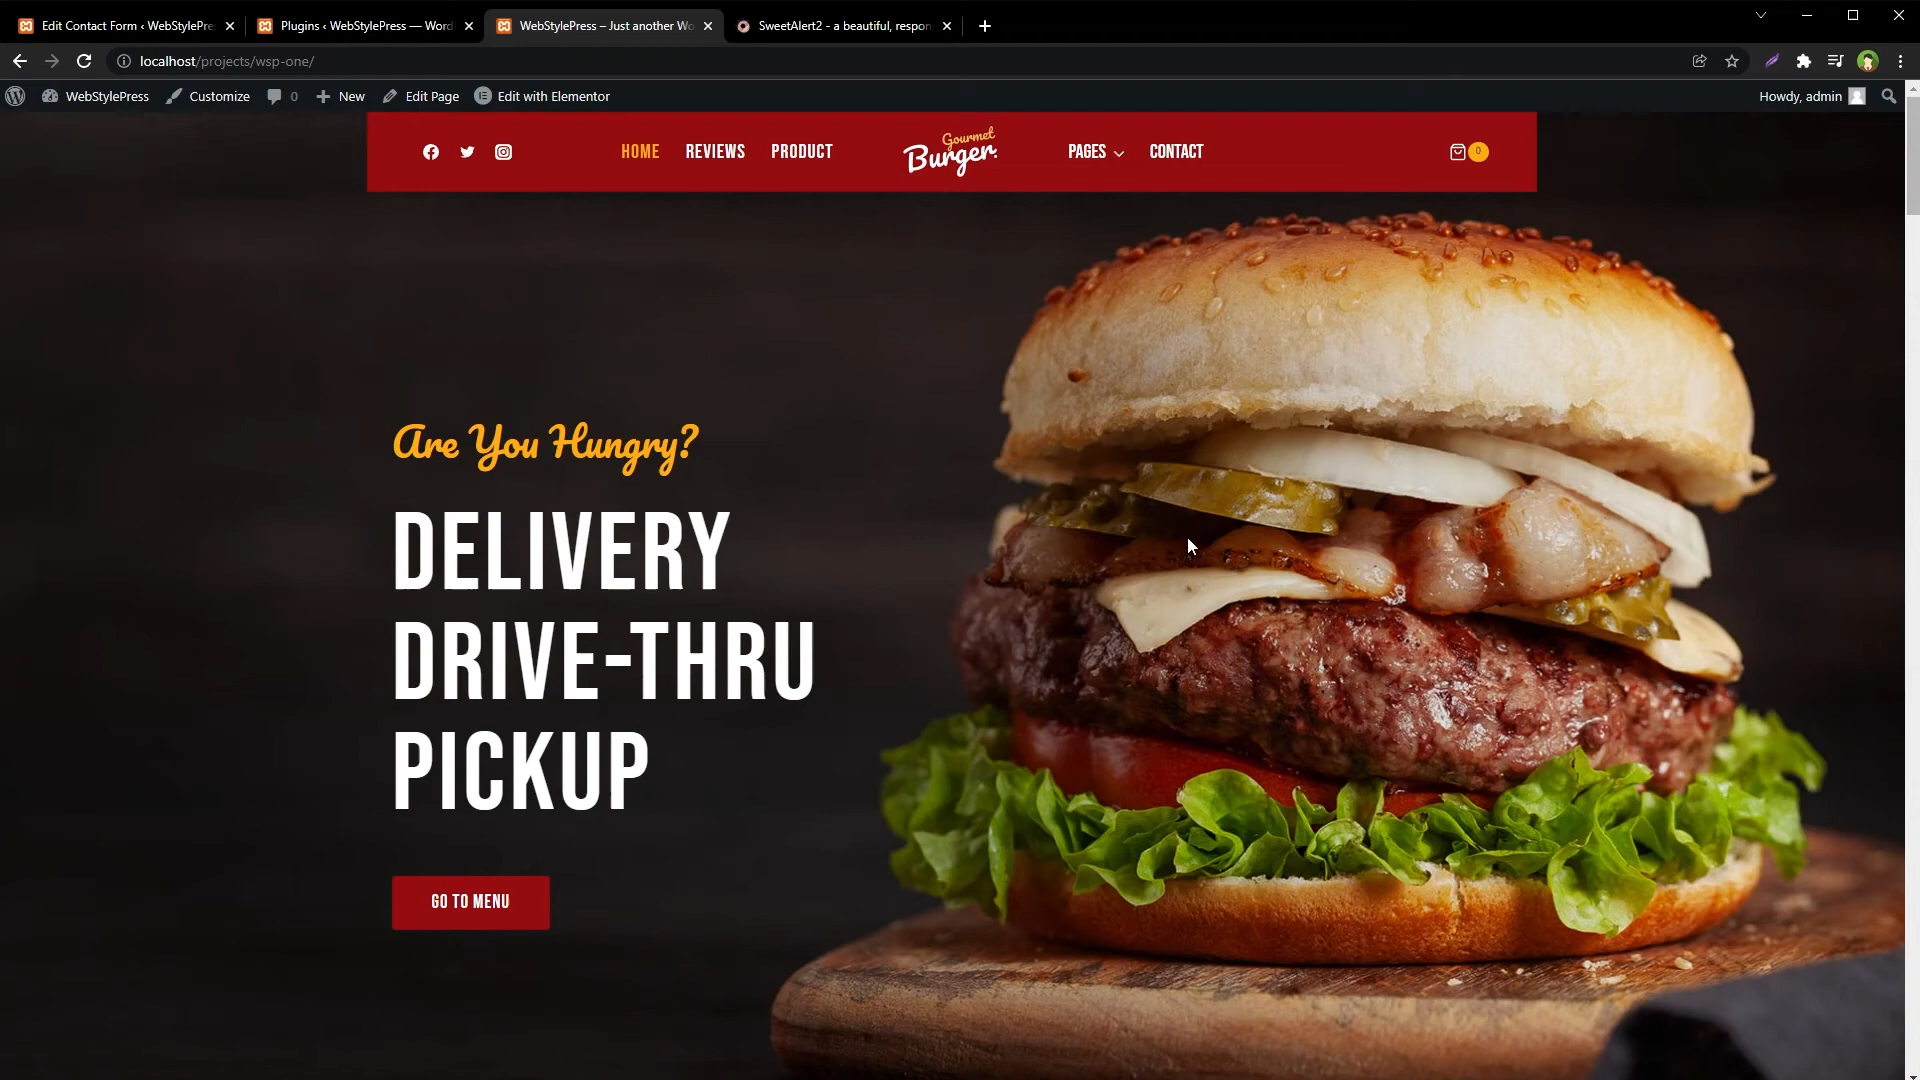 Edit Contact Form ‹ WebStylePre
Plugins ‹ WebStylePress — Word
WebStylePress – Just another Wo
SweetAlert2 - a beautiful, respon
localhost/projects/wsp-one/
WebStylePress
Customize
0
New
Edit Page
Edit with Elementor
Howdy, admin
HOME
REVIEWS
PRODUCT
Gourmet
Burger.
PAGES
CONTACT
0
Are You Hungry?
DELIVERY
DRIVE-THRU
PICKUP
GO TO MENU